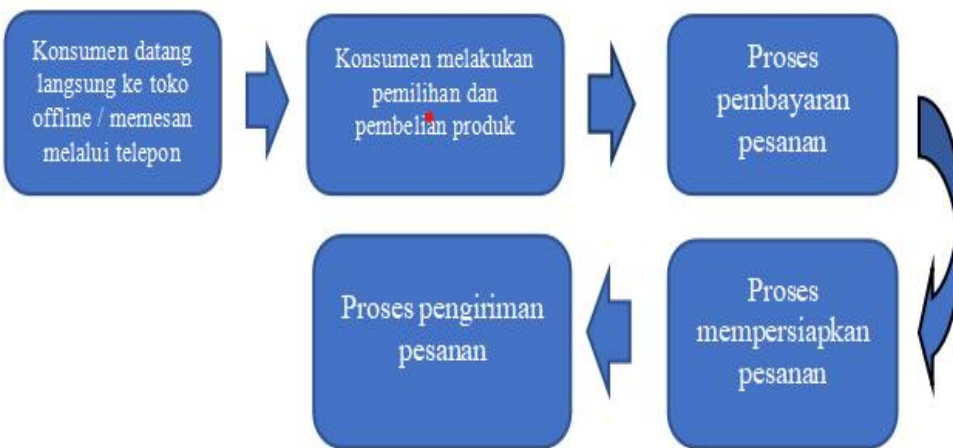 Konsumen datang
langsung ke toko
offline / memesan
melalui telepon
Konsumen melakukan
pemilihan dan
pembelian produk
Proses
pembayaran
pesanan
Proses
mempersiapkan
pesanan
Proses pengiriman
pesanan